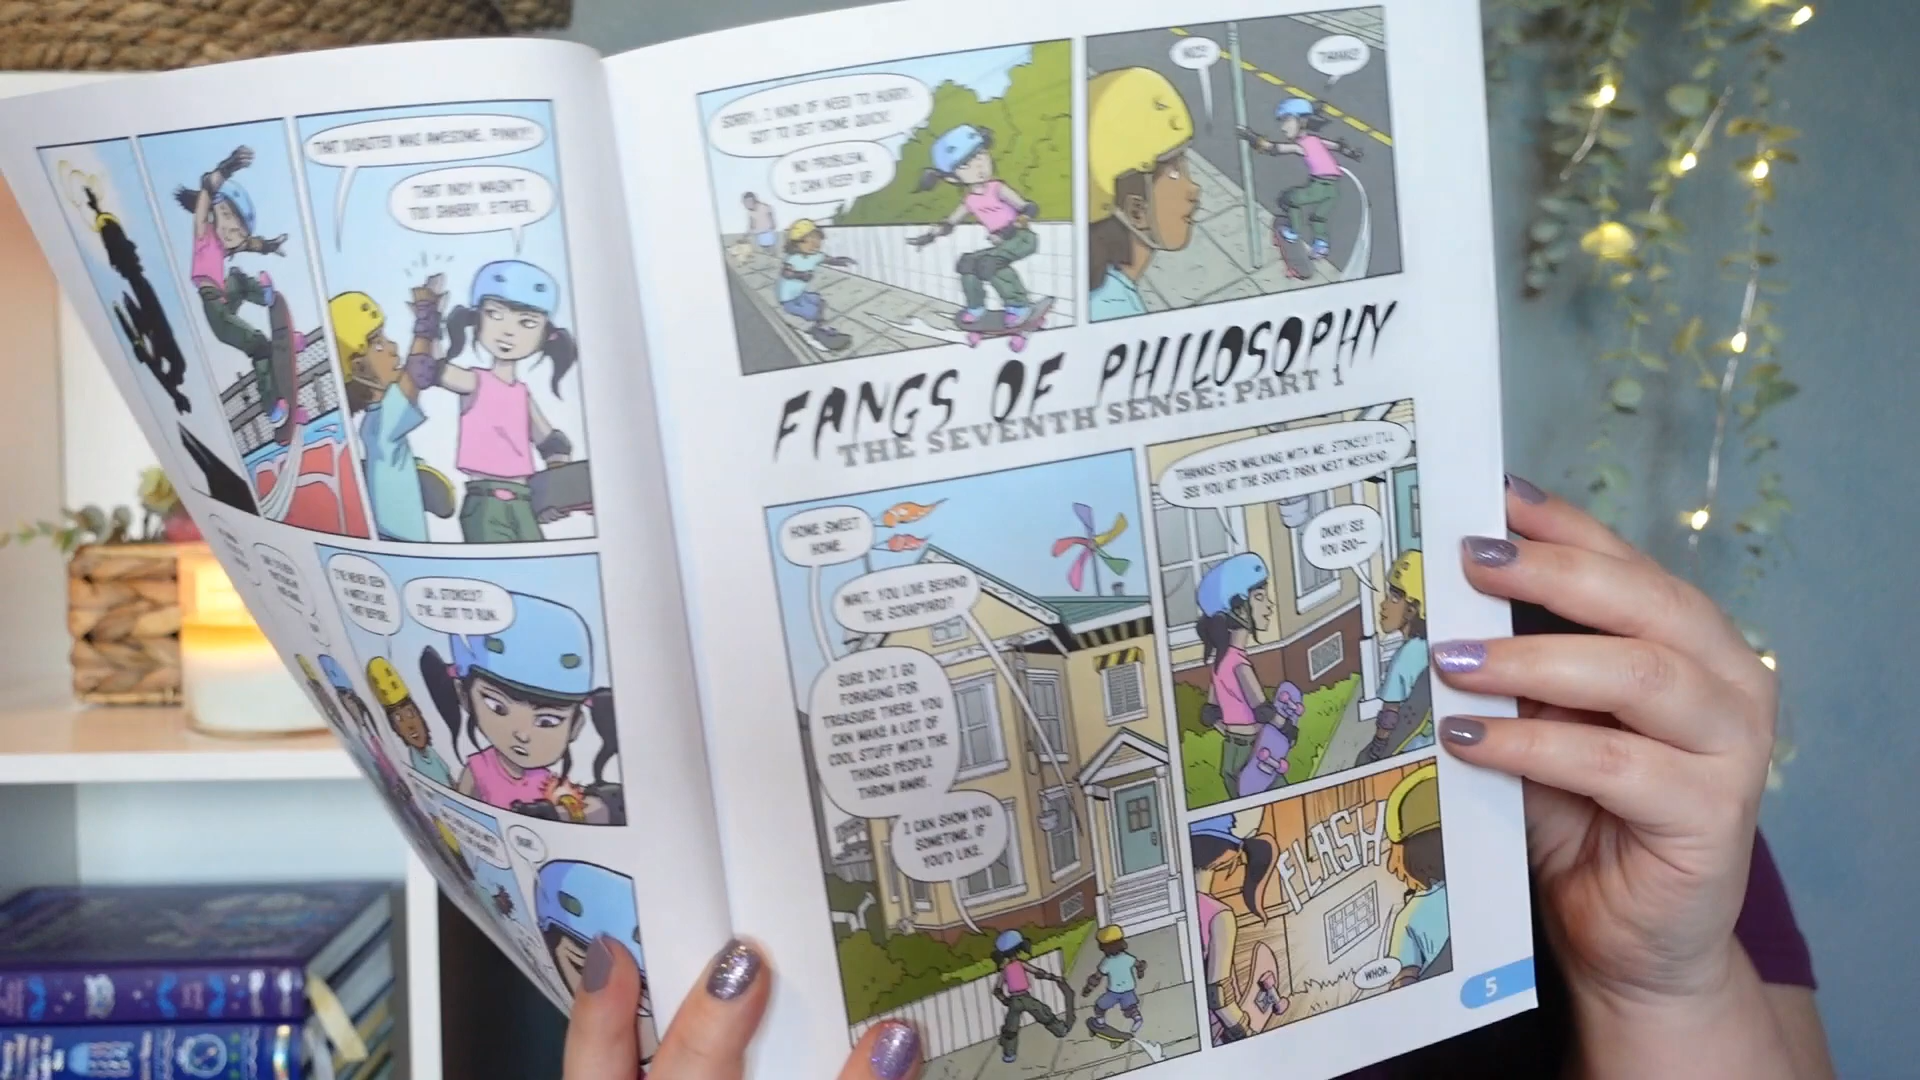 THAT DISASTER WAS AWESOME, PINKY!
THAT INDY WASN'T
TOO SHABBY, EITHER.
I'VE NEVER SEEN
A WATCH LIKE
THAT BEFORE.
UH, STOKELY?
I'VE...GOT TO RUN.
SORRY, I KIND OF NEED TO HURRY.
GOT TO GET HOME QUICK!
NO PROBLEM.
I CAN KEEP UP.
NICE!
THANKS!
FANGS OF PHILOSOPHY
THE SEVENTH SENSE: PART 1
HOME SWEET
HOME.
WAIT. YOU LIVE BEHIND
THE SCRAPYARD?
SURE DO! I GO
FORAGING FOR
TREASURE THERE. YOU
CAN MAKE A LOT OF
COOL STUFF WITH THE
THINGS PEOPLE
THROW AWAY.
I CAN SHOW YOU
SOMETIME, IF
YOU'D LIKE.
THANKS FOR WALKING WITH ME, STOKELY! I'LL
SEE YOU AT THE SKATE PARK NEXT WEEKEND.
OKAY! SEE
YOU SOO—
FLASH
WHOA.
5